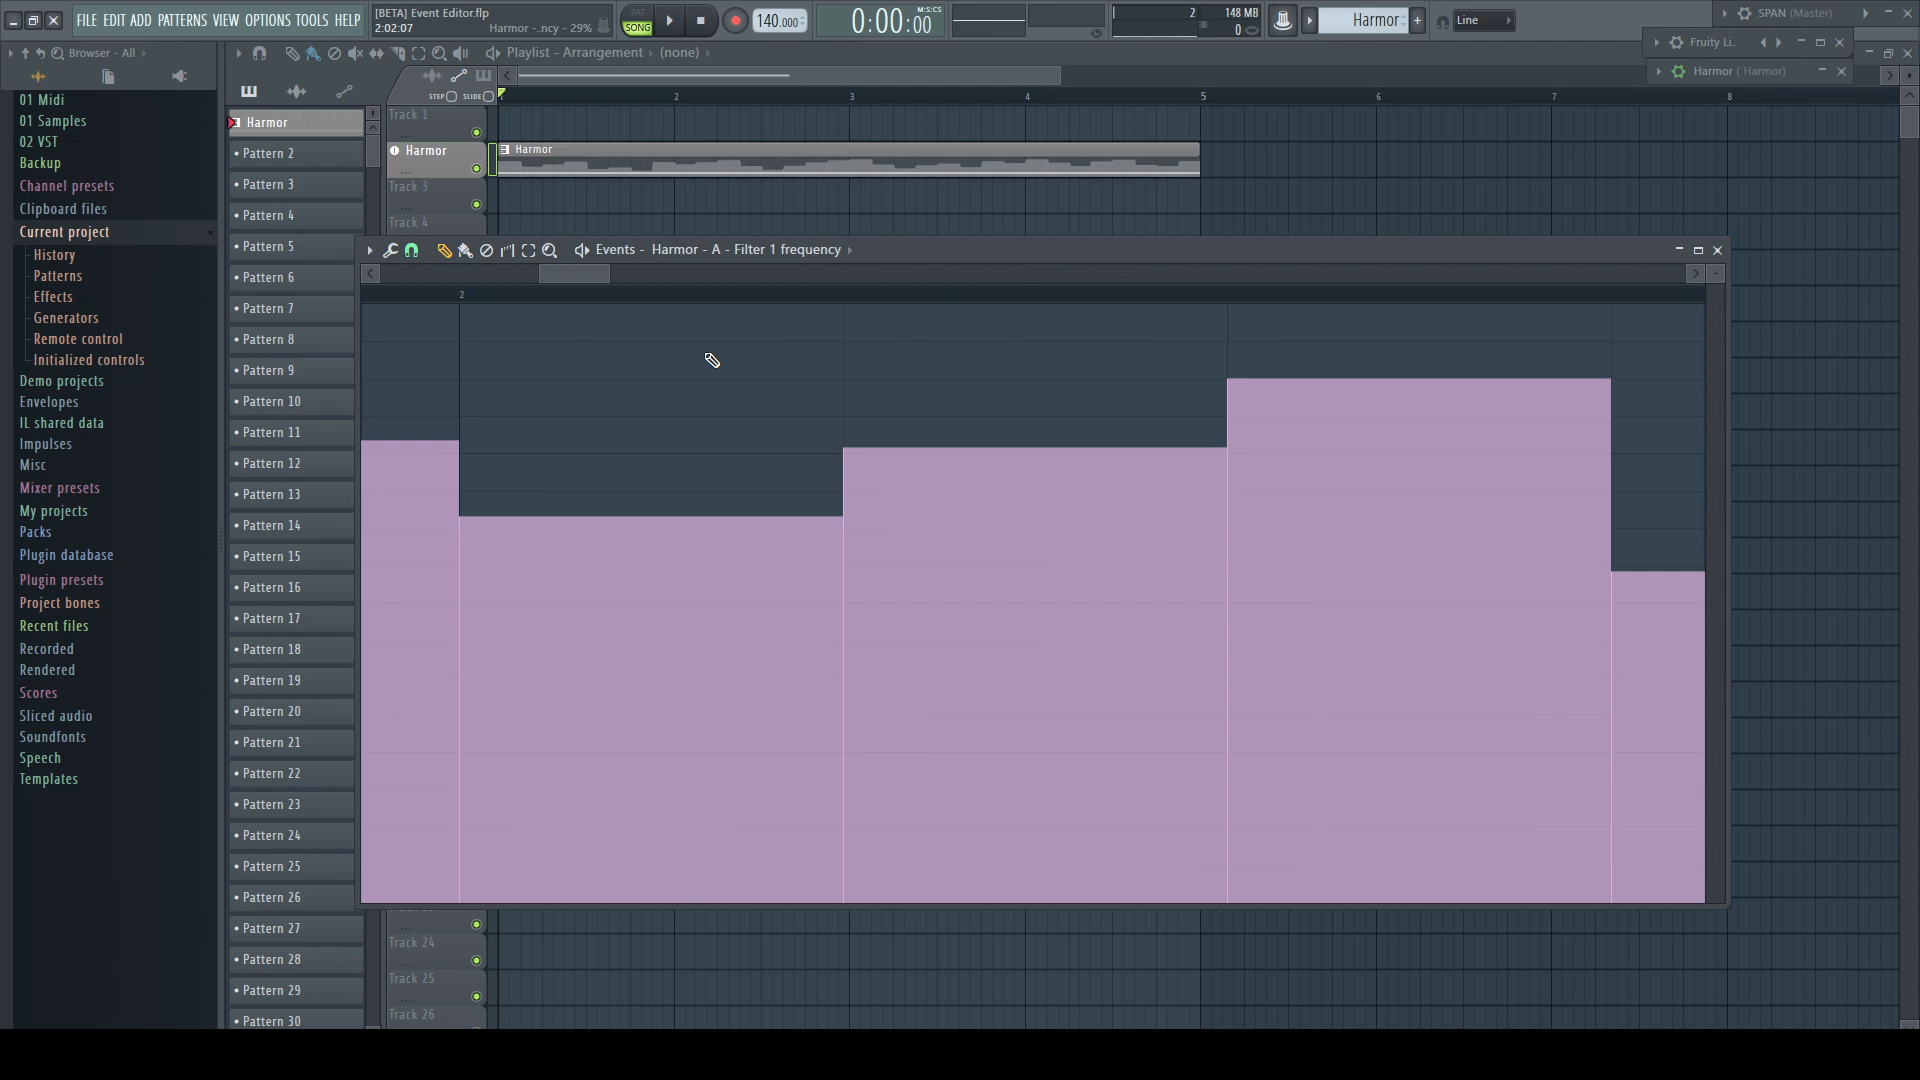 FILE EDIT ADD PATTERNS VIEW OPTIONS TOOLS HELP
[BETA] Event Editor.flp
2:02:07
Harmor -..ncy - 29%
PAT
SONG
140.000
0:00:00
M:S:CS
2
148 MB
0
Harmor
Line
SPAN (Master)
Browser - All
Playlist - Arrangement
(none)
Fruity Li..
Harmor ( Harmor)
STEP
SLIDE
1
2
3
4
5
6
7
8
01 Midi
01 Samples
02 VST
Backup
Channel presets
Clipboard files
Current project
History
Patterns
Effects
Generators
Remote control
Initialized controls
Demo projects
Envelopes
IL shared data
Impulses
Misc
Mixer presets
My projects
Packs
Plugin database
Plugin presets
Project bones
Recent files
Recorded
Rendered
Scores
Sliced audio
Soundfonts
Speech
Templates
Harmor
Pattern 2
Pattern 3
Pattern 4
Pattern 5
Pattern 6
Pattern 7
Pattern 8
Pattern 9
Pattern 10
Pattern 11
Pattern 12
Pattern 13
Pattern 14
Pattern 15
Pattern 16
Pattern 17
Pattern 18
Pattern 19
Pattern 20
Pattern 21
Pattern 22
Pattern 23
Pattern 24
Pattern 25
Pattern 26
Pattern 27
Pattern 28
Pattern 29
Pattern 30
Track 1
Harmor
Harmor
Track 3
Track 4
Events - Harmor - A - Filter 1 frequency
2
Track 24
Track 25
Track 26